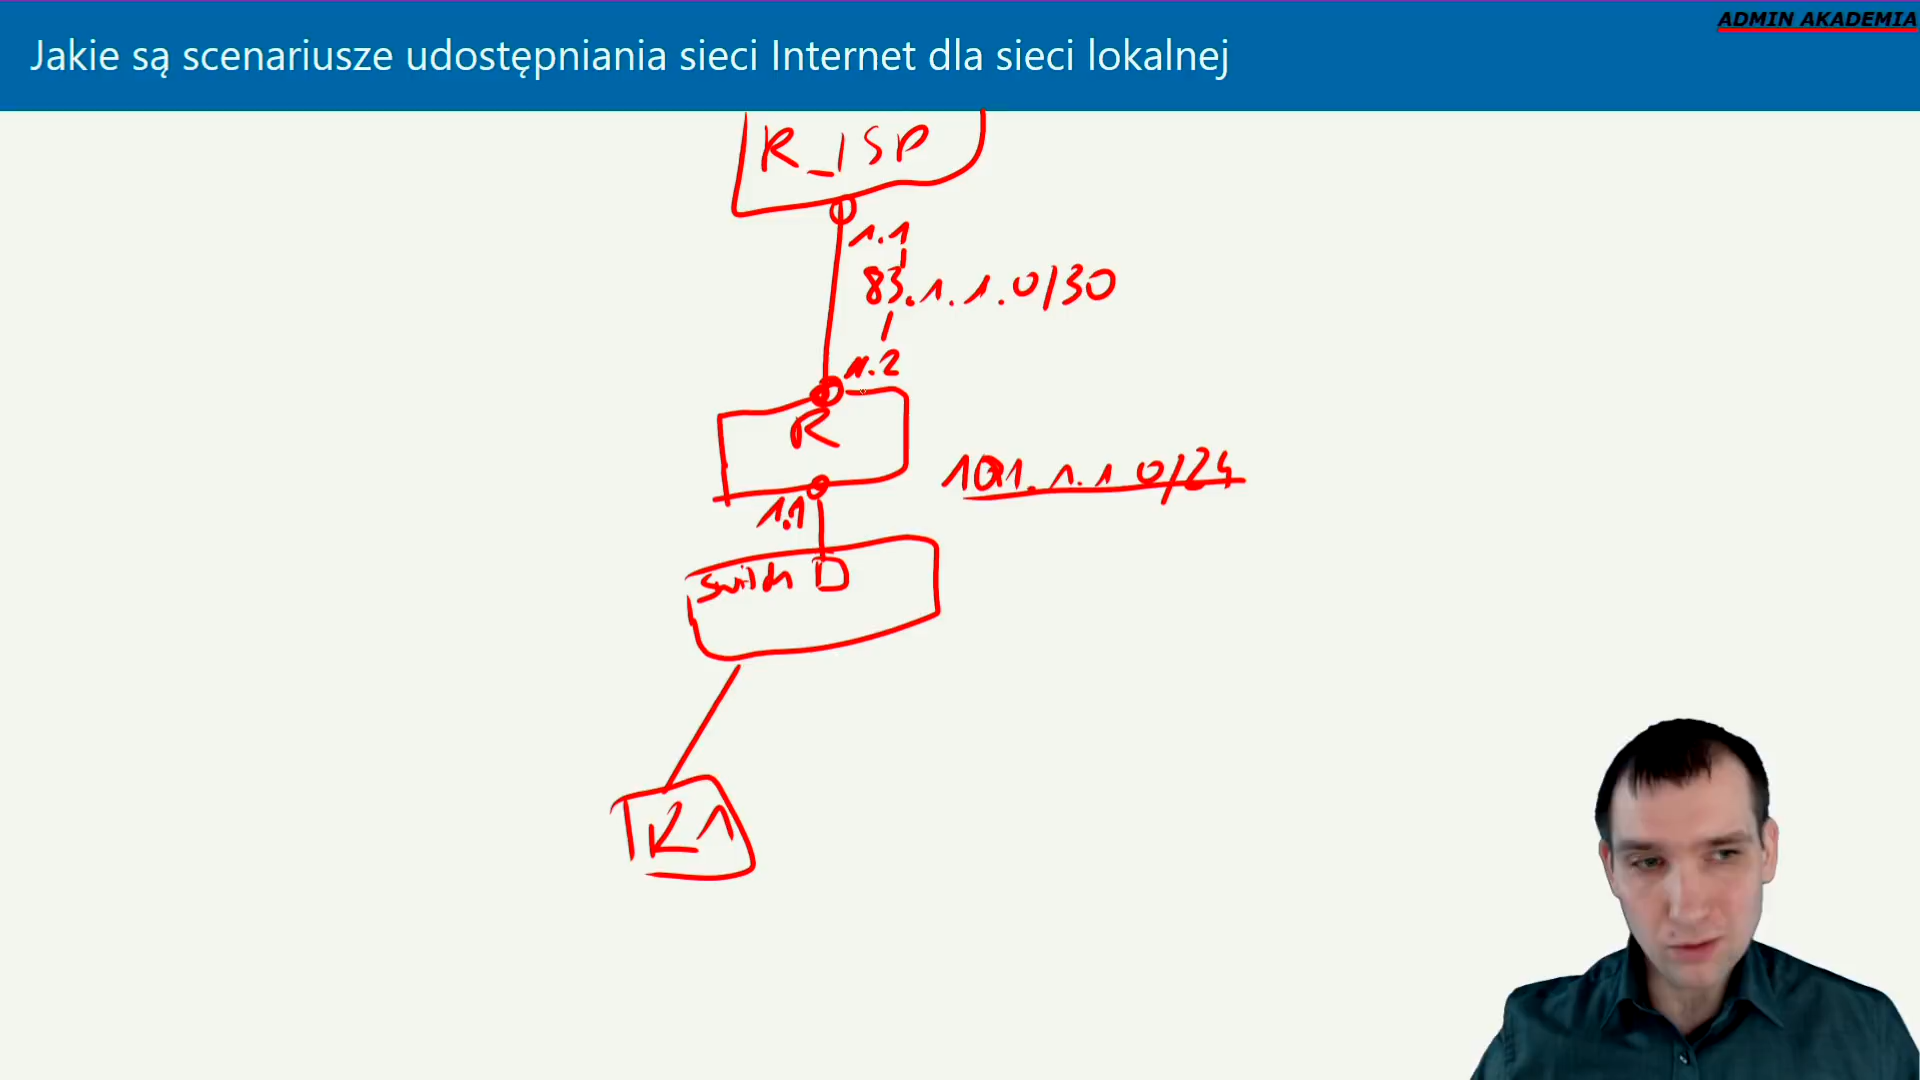 ADMIN AKADEMIA
Jakie są scenariusze udostępniania sieci Internet dla sieci lokalnej
R_ISP
1.1
83.1.1.0/30
1.2
R
101.1.1.0/24
1.1
switch
K1